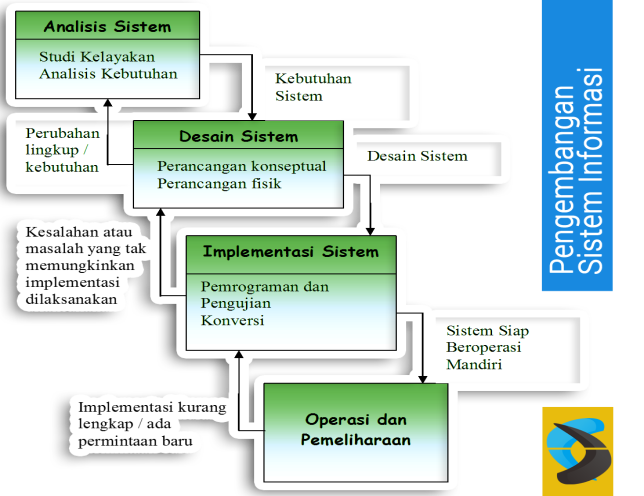 Analisis Sistem
Studi Kelayakan
Analisis Kebutuhan
Kebutuhan
Sistem
Perubahan
lingkup /
kebutuhan
Desain Sistem
Perancangan konseptual
Perancangan fisik
Desain Sistem
Kesalahan atau
masalah yang tak
memungkinkan
implementasi
dilaksanakan
Implementasi Sistem
Pemrograman dan
Pengujian
Konversi
Sistem Siap
Beroperasi
Mandiri
Implementasi kurang
lengkap / ada
permintaan baru
Operasi dan
Pemeliharaan
Pengembangan
Sistem Informasi